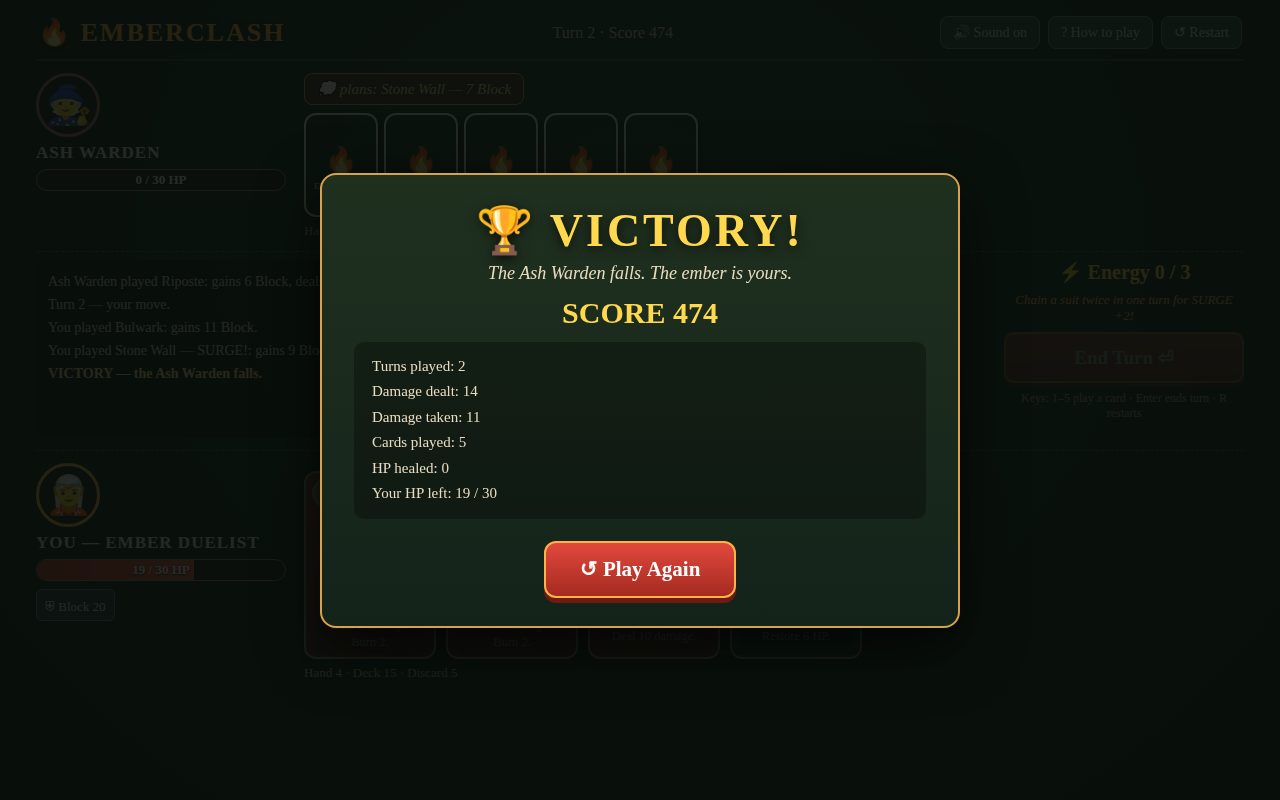 🔥 EMBERCLASH
Turn 2 · Score 474
🔊 Sound on
? How to play
↺ Restart
💭 plans: Stone Wall — 7 Block
ASH WARDEN
0 / 30 HP
🏆 VICTORY!
The Ash Warden falls. The ember is yours.
SCORE 474
Turns played: 2
Damage dealt: 14
Damage taken: 11
Cards played: 5
HP healed: 0
Your HP left: 19 / 30
↺ Play Again
Ash Warden played Riposte: gains 6 Block,
Turn 2 — your move.
You played Bulwark: gains 11 Block.
You played Stone Wall — SURGE!: gains 9
VICTORY — the Ash Warden falls.
⚡ Energy 0 / 3
Chain a suit twice in one turn for SURGE
+2!
End Turn ⏎
Keys: 1–5 play a card · Enter ends turn · R
restarts
YOU — EMBER DUELIST
19 / 30 HP
⛨ Block 20
Burn 2.
Burn 2.
Deal 10 damage.
Restore 6 HP.
Hand 4 · Deck 15 · Discard 5